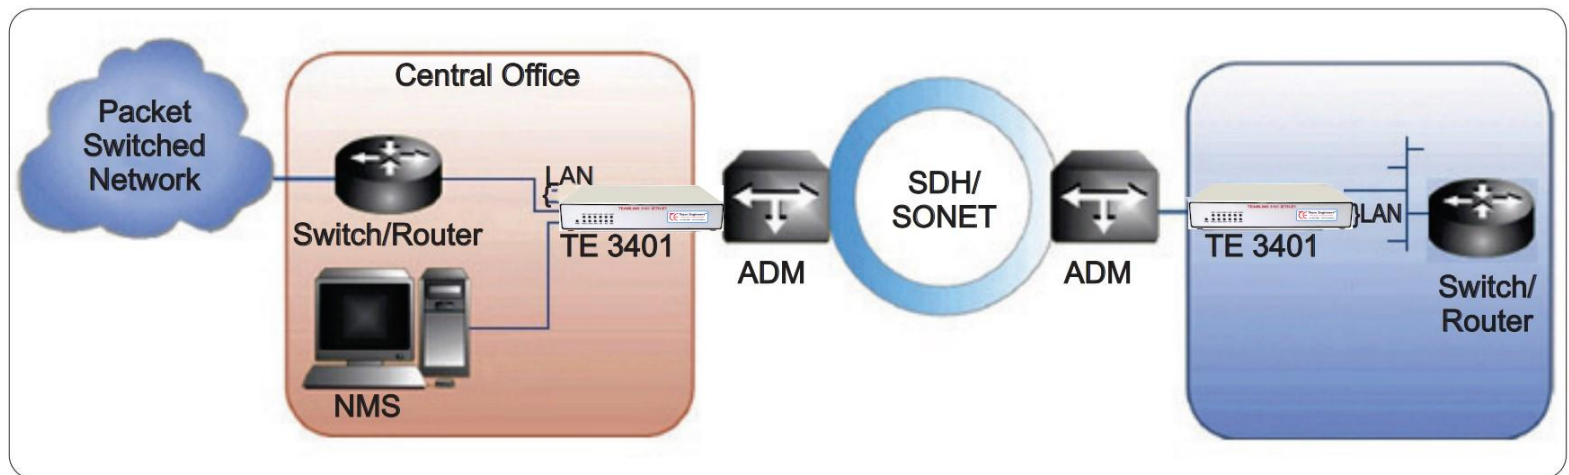 Packet
Switched
Network
Central Office
Switch/Router
NMS
LAN
TE 3401
ADM
SDH/
SONET
ADM
TE 3401
LAN
Switch/
Router